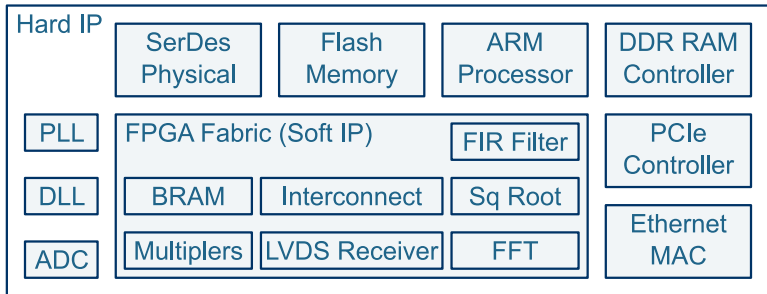 Hard IP
SerDes
Physical
Flash
Memory
ARM
Processor
DDR RAM
Controller
PLL
FPGA Fabric (Soft IP)
FIR Filter
PCIe
Controller
DLL
BRAM
Interconnect
Sq Root
ADC
Multiplers
LVDS Receiver
FFT
Ethernet
MAC